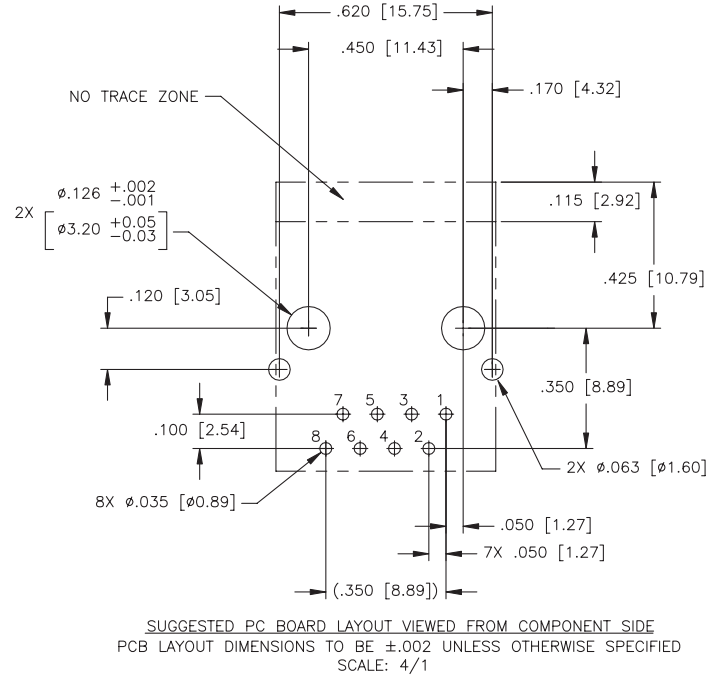 .620 [15.75]
.450 [11.43]
.170 [4.32]
NO TRACE ZONE
2X
ø.126 +.002
-.001
ø3.20 +0.05
-0.03
.115 [2.92]
.425 [10.79]
.120 [3.05]
.350 [8.89]
7 5 3 1
.100 [2.54]
8 6 4 2
2X ø.063 [ø1.60]
8X ø.035 [ø0.89]
.050 [1.27]
7X .050 [1.27]
(.350 [8.89])
SUGGESTED PC BOARD LAYOUT VIEWED FROM COMPONENT SIDE
PCB LAYOUT DIMENSIONS TO BE ±.002 UNLESS OTHERWISE SPECIFIED
SCALE: 4/1